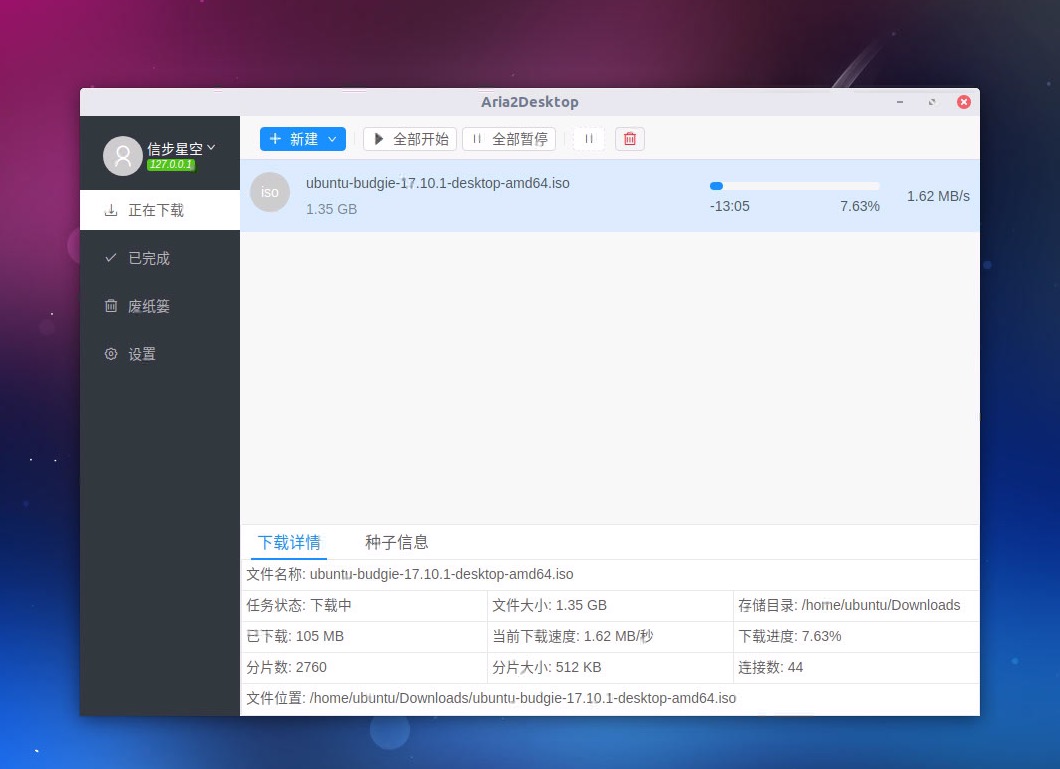 Aria2Desktop
信步星空
127.0.0.1
正在下载
已完成
废纸篓
设置
新建 全部开始 全部暂停
iso
ubuntu-budgie-17.10.1-desktop-amd64.iso
1.35 GB
-13:05 7.63%
1.62 MB/s
下载详情 种子信息
文件名称: ubuntu-budgie-17.10.1-desktop-amd64.iso
任务状态: 下载中 文件大小: 1.35 GB 存储目录: /home/ubuntu/Downloads
已下载: 105 MB 当前下载速度: 1.62 MB/秒 下载进度: 7.63%
分片数: 2760 分片大小: 512 KB 连接数: 44
文件位置: /home/ubuntu/Downloads/ubuntu-budgie-17.10.1-desktop-amd64.iso